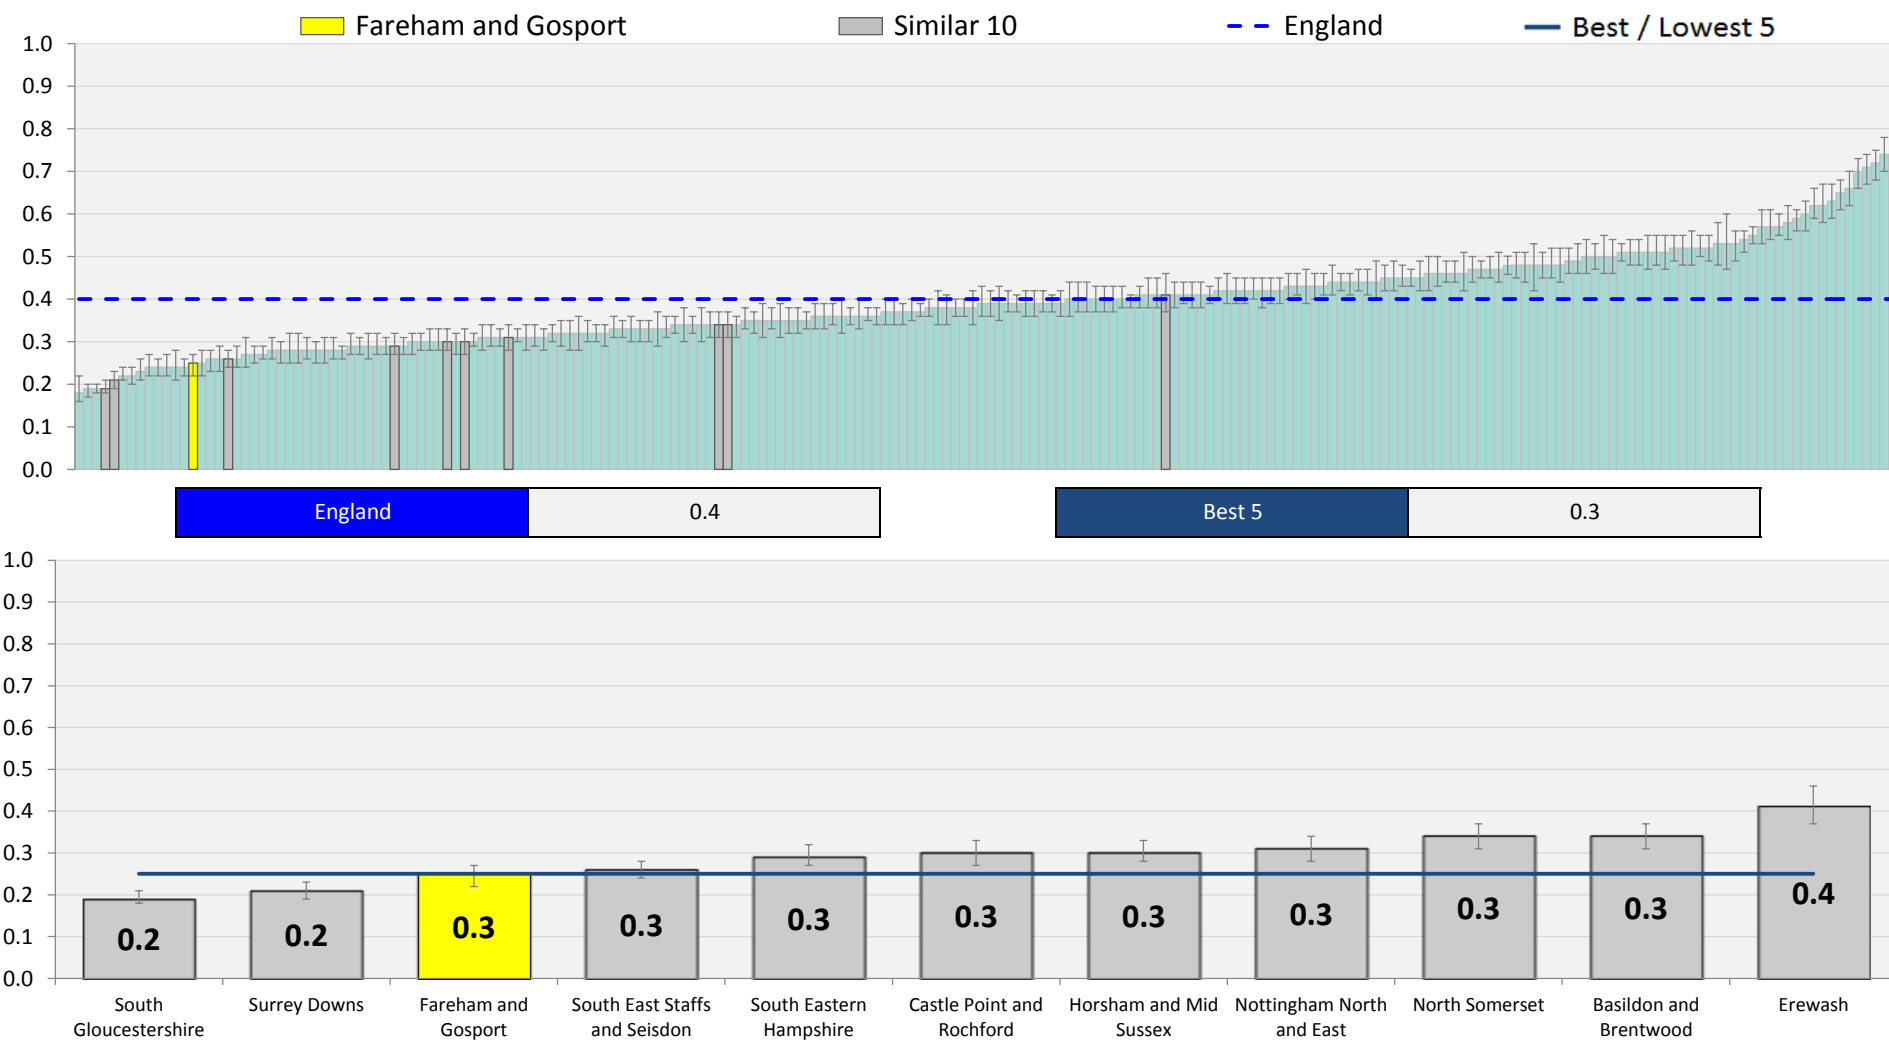 Fareham and Gosport Similar 10 England Best / Lowest 5
1.0
0.9
0.8
0.7
0.6
0.5
0.4
0.3
0.2
0.1
0.0
England 0.4 Best 5 0.3
1.0
0.9
0.8
0.7
0.6
0.5
0.4
0.3
0.2
0.1
0.0
0.2 0.2 0.3 0.3 0.3 0.3 0.3 0.3 0.3 0.3 0.4
South
Gloucestershire
Surrey Downs
Fareham and
Gosport
South East Staffs
and Seisdon
South Eastern
Hampshire
Castle Point and
Rochford
Horsham and Mid
Sussex
Nottingham North
and East
North Somerset
Basildon and
Brentwood
Erewash